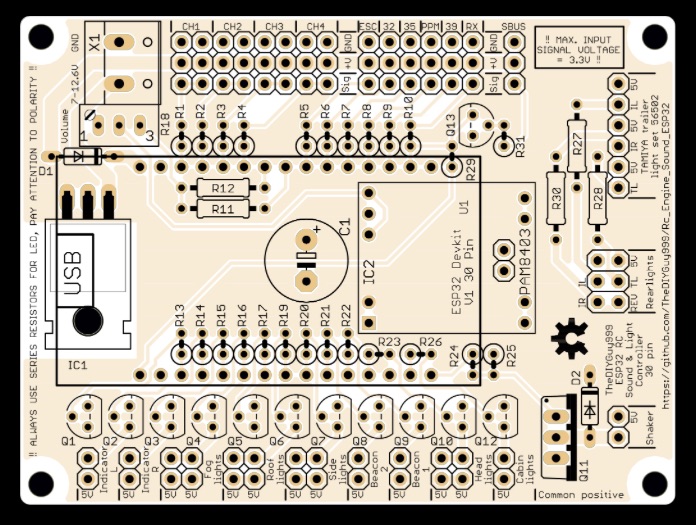 CH1 CH2 CH3 CH4 ESC 32 35 PPM 39 RX SBUS
GND
+V
Sig
GND
+V
Sig
GND
+V
Sig
!! MAX. INPUT
SIGNAL VOLTAGE
= 3.3V !!
X1
GND
7-12.6V
Volume
1 3
R18
D1
R1 R2 R3 R4 R5 R6 R7 R8 R9 R10
Q13
R31
R29
R12
R11
C1
+
IC2
U1
ESP32 Devkit
V1 30 Pin
PAM8403
USB
IC1
R27
R30
R28
5V
IL
5V
IR
5V
TL
TAMIYA trailer
light set 56502
5V
TL
IL
IR
5V
REV
Rearlights
https://github.com/TheDIYGuy999/Rc_Engine_Sound_ESP32
!! ALWAYS USE SERIES RESISTORS FOR LED, PAY ATTENTION TO POLARITY !!
R13 R14 R15 R16 R17 R19 R20 R21 R22
R23 R26
R24 R25
TheDIYGuy999
ESP32 RC
Sound & Light
Controller
30 pin
D2
5V
Shaker
Q11
Q1 Q2 Q3 Q4 Q5 Q6 Q7 Q8 Q9 Q10 Q12
Indicator
L
Indicator
R
Fog
lights
Roof
lights
Side
lights
Beacon
2
Beacon
1
Head
lights
Cabin
lights
5V 5V 5V 5V 5V 5V 5V 5V 5V 5V 5V
Common positive